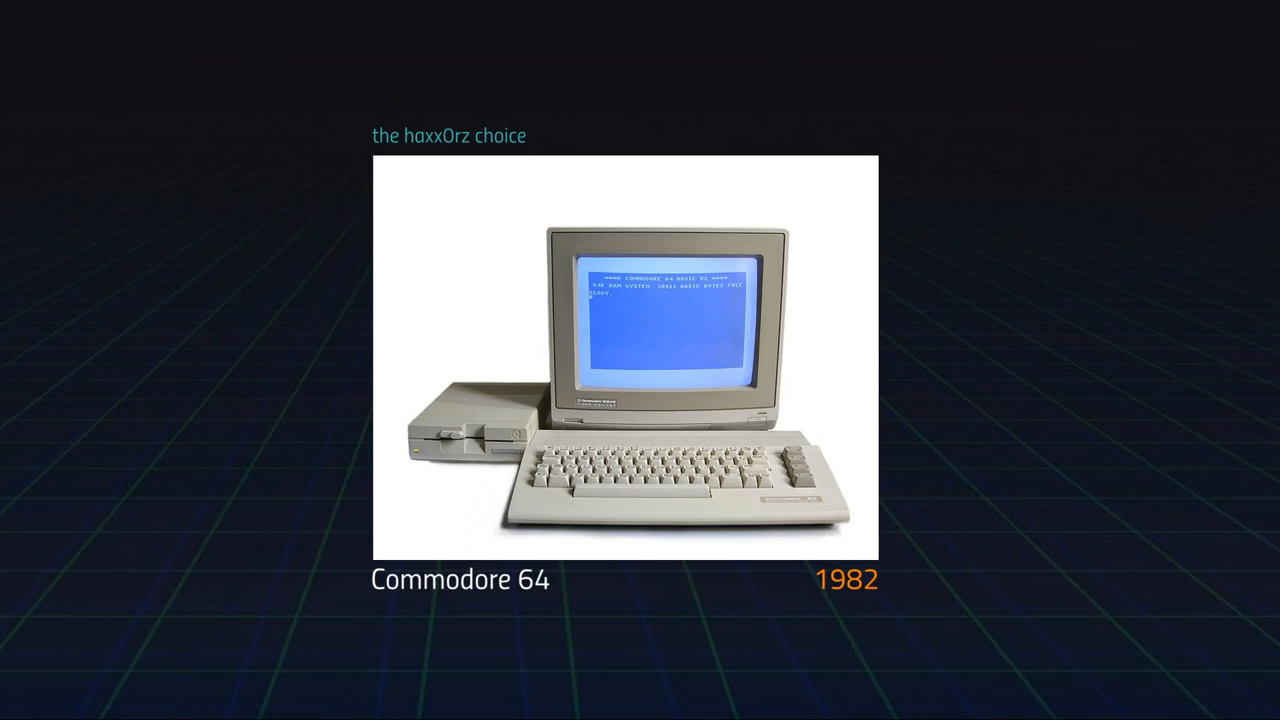 the haxx0rz choice
**** COMMODORE 64 BASIC V2 ****
64K RAM SYSTEM 38911 BASIC BYTES FREE
READY.
Commodore 64
1982